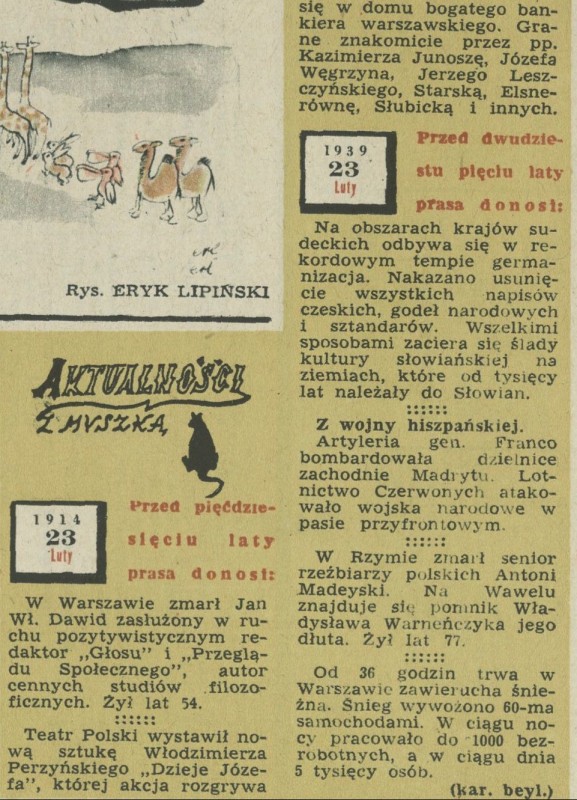 Rys. ERYK LIPIŃSKI
AKTUALNOŚCI
Z MYSZKĄ
1914
23
Luty
Przed pięćdzie-
sięciu laty
prasa donosi:
W Warszawie zmarł Jan
Wł. Dawid zasłużony w ru-
chu pozytywistycznym re-
daktor „Głosu” i „Przeglą-
du Społecznego”, autor
cennych studiów filozo-
ficznych. Żył lat 54.
::::::
Teatr Polski wystawił no-
wą sztukę Włodzimierza
Perzyńskiego „Dzieje Józe-
fa”, której akcja rozgrywa
się w domu bogatego ban-
kiera warszawskiego. Gra-
ne znakomicie przez pp.
Kazimierza Junoszę, Józefa
Węgrzyna, Jerzego Lesz-
czyńskiego, Starską, Elsne-
równę, Słubicką i innych.
1939
23
Luty
Przed dwudzie-
stu pięciu laty
prasa donosi:
Na obszarach krajów su-
deckich odbywa się w re-
kordowym tempie germa-
nizacja. Nakazano usunię-
cie wszystkich napisów
czeskich, godeł narodowych
i sztandarów. Wszelkimi
sposobami zaciera się ślady
kultury słowiańskiej na
ziemiach, które od tysięcy
lat należały do Słowian.
::::::
Z wojny hiszpańskiej.
Artyleria gen. Franco
bombardowała dzielnice
zachodnie Madrytu. Lot-
nictwo Czerwonych atako-
wało wojska narodowe w
pasie przyfrontowym.
::::::
W Rzymie zmarł senior
rzeźbiarzy polskich Antoni
Madeyski. Na Wawelu
znajduje się pomnik Wła-
dysława Warneńczyka jego
dłuta. Żył lat 77.
::::::
Od 36 godzin trwa w
Warszawie zawierucha śnie-
żna. Śnieg wywożono 60-ma
samochodami. W ciągu no-
cy pracowało do 1000 bez-
robotnych, a w ciągu dnia
5 tysięcy osób.
(kar. beyl.)